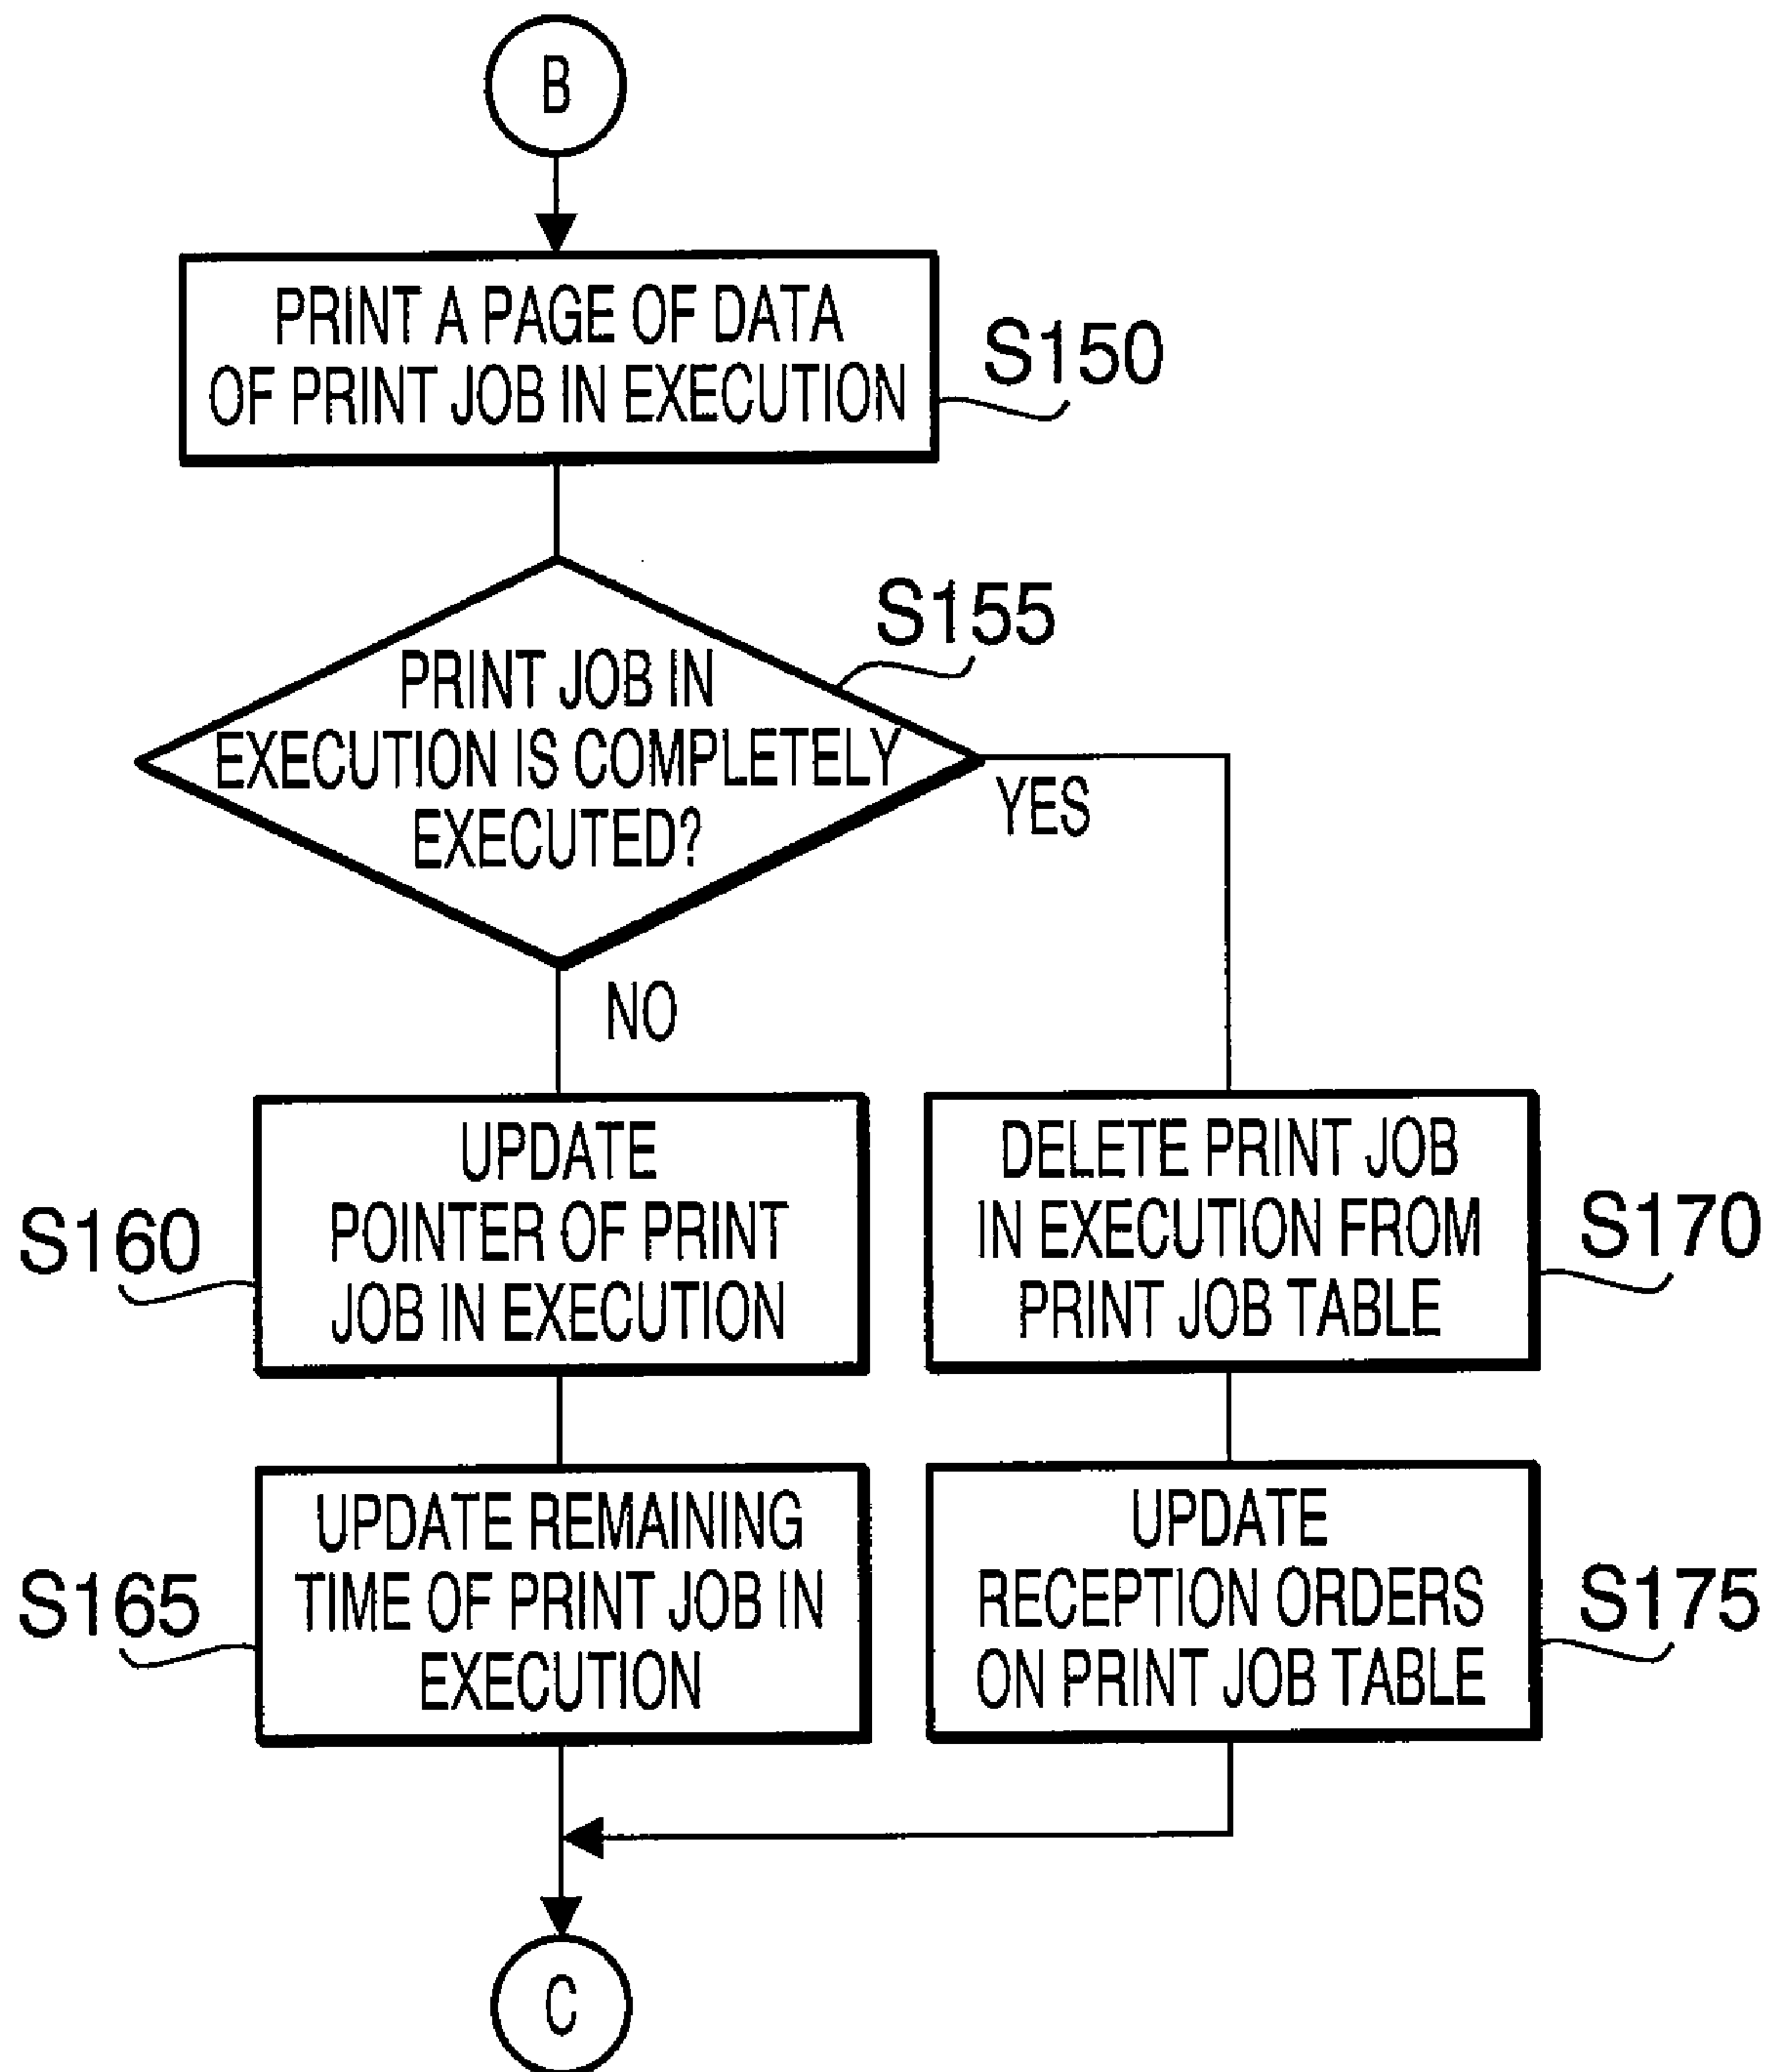 B
PRINT A PAGE OF DATA
OF PRINT JOB IN EXECUTION
S150
S155
PRINT JOB IN
EXECUTION IS COMPLETELY
EXECUTED?
YES
NO
UPDATE
POINTER OF PRINT
JOB IN EXECUTION
S160
DELETE PRINT JOB
IN EXECUTION FROM
PRINT JOB TABLE
S170
UPDATE REMAINING
TIME OF PRINT JOB IN
EXECUTION
S165
UPDATE
RECEPTION ORDERS
ON PRINT JOB TABLE
S175
C